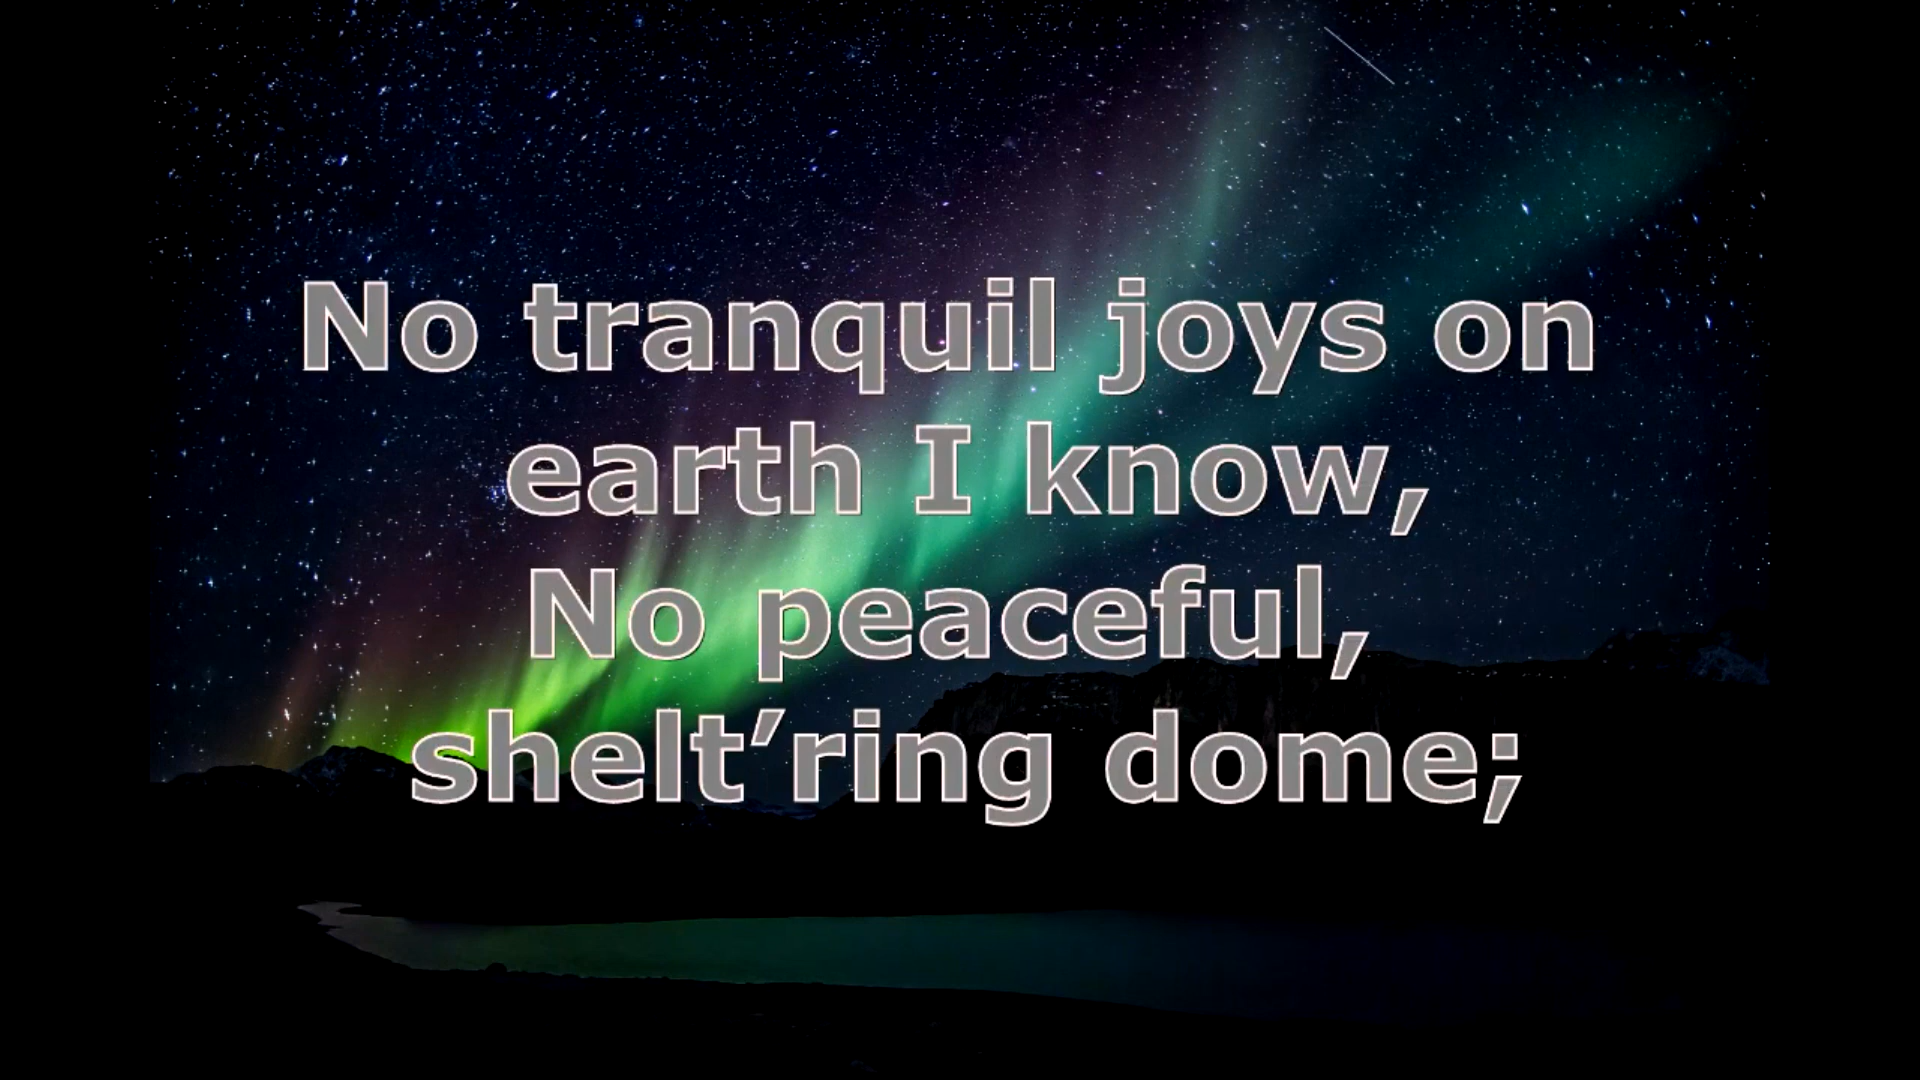 No tranquil joys on
earth I know,
No peaceful,
shelt’ring dome;